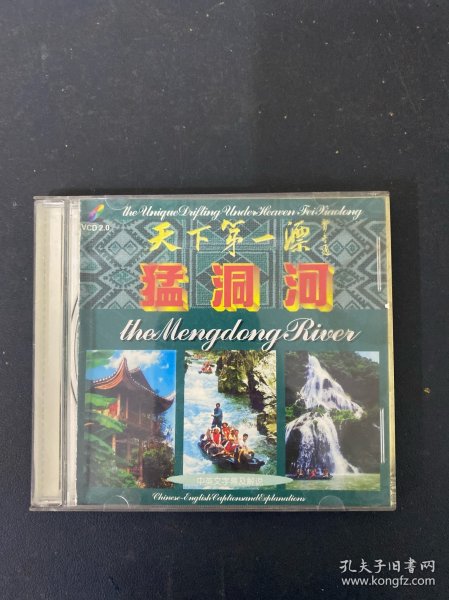 the Unique Drifting Under Heaven Fei Xiaotong
VCD 2.0
天下第一漂
猛洞河
the Mengdong River
中英文字幕及解说
Chinese-English Captions and Explanations
孔夫子旧书网
www.kongfz.com